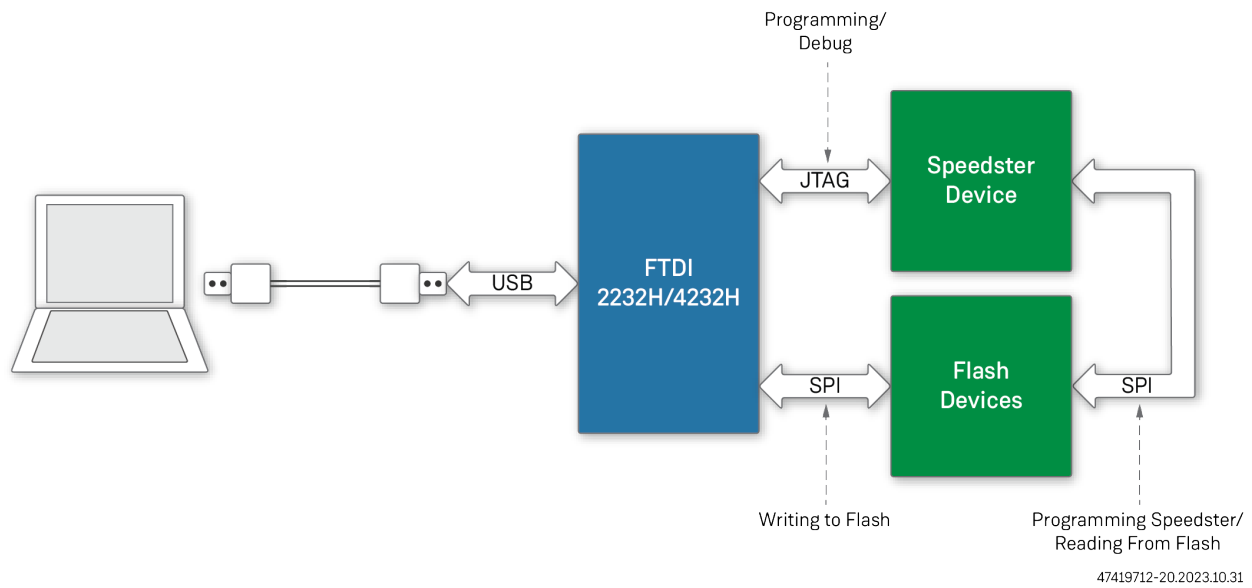 Programming/
Debug
JTAG
Speedster
Device
USB
FTDI
2232H/4232H
SPI
Flash
Devices
SPI
Writing to Flash
Programming Speedster/
Reading From Flash
47419712-20.2023.10.31